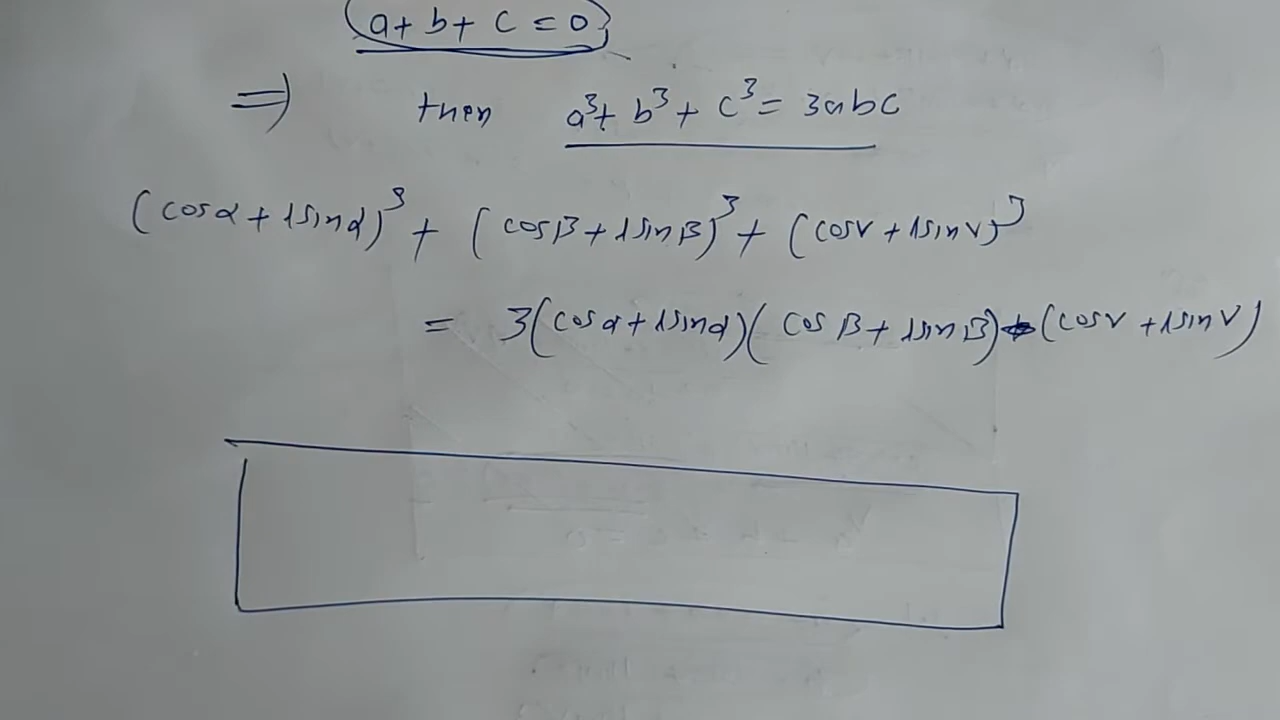 a + b + c = 0
⇒ then a³ + b³ + c³ = 3abc
(cosα + isinα)³ + (cosβ + isinβ)³ + (cosγ + isinγ)³
= 3(cosα + isinα)(cosβ + isinβ)(cosγ + isinγ)